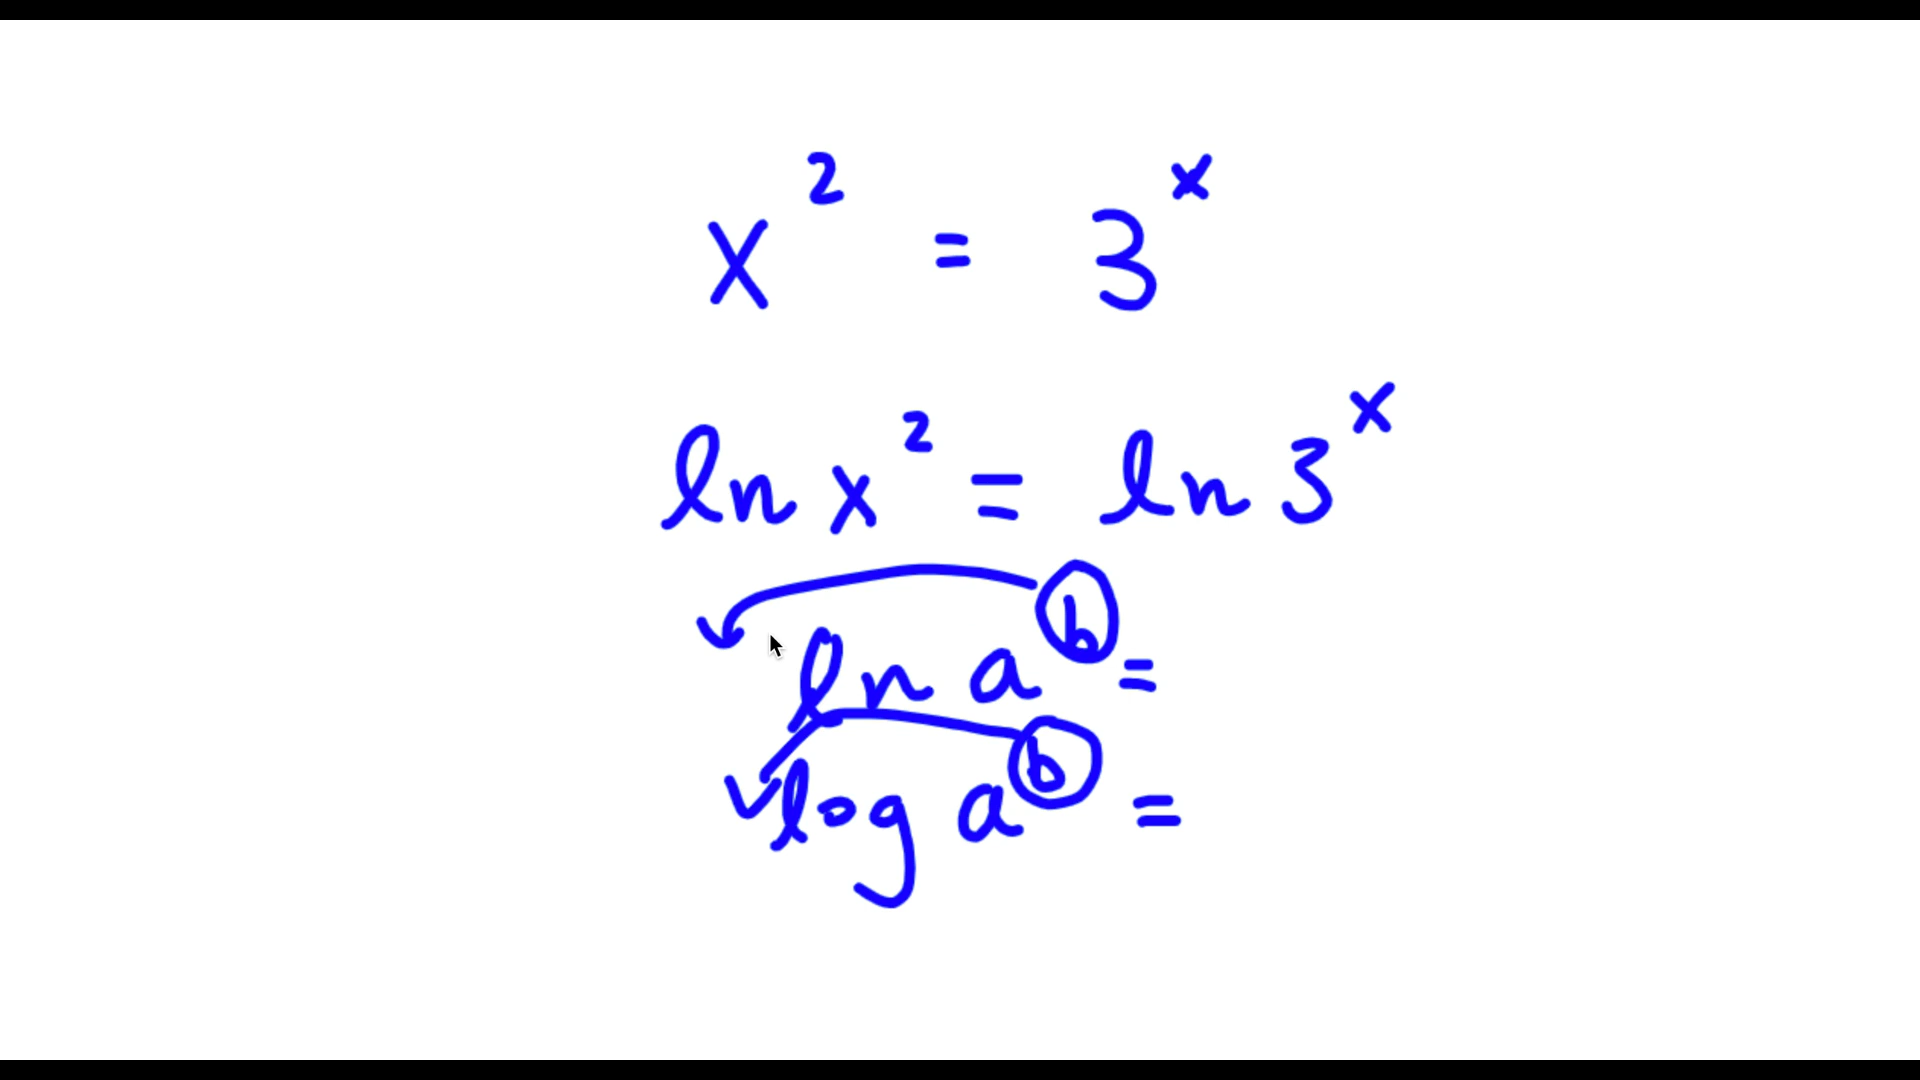 x² = 3ˣ
ln x² = ln 3ˣ
ln aᵇ =
log aᵇ =